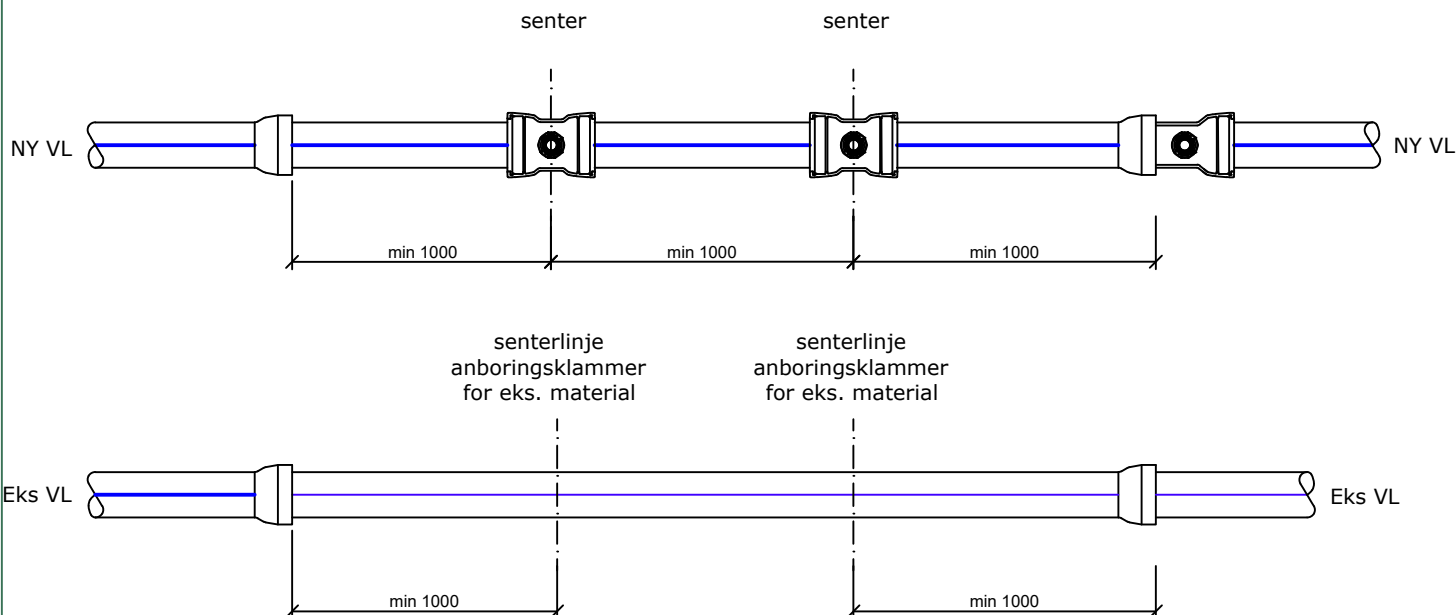 senter
senter
NY VL
NY VL
min 1000
min 1000
min 1000
senterlinje
anboringsklammer
for eks. material
senterlinje
anboringsklammer
for eks. material
Eks VL
Eks VL
min 1000
min 1000